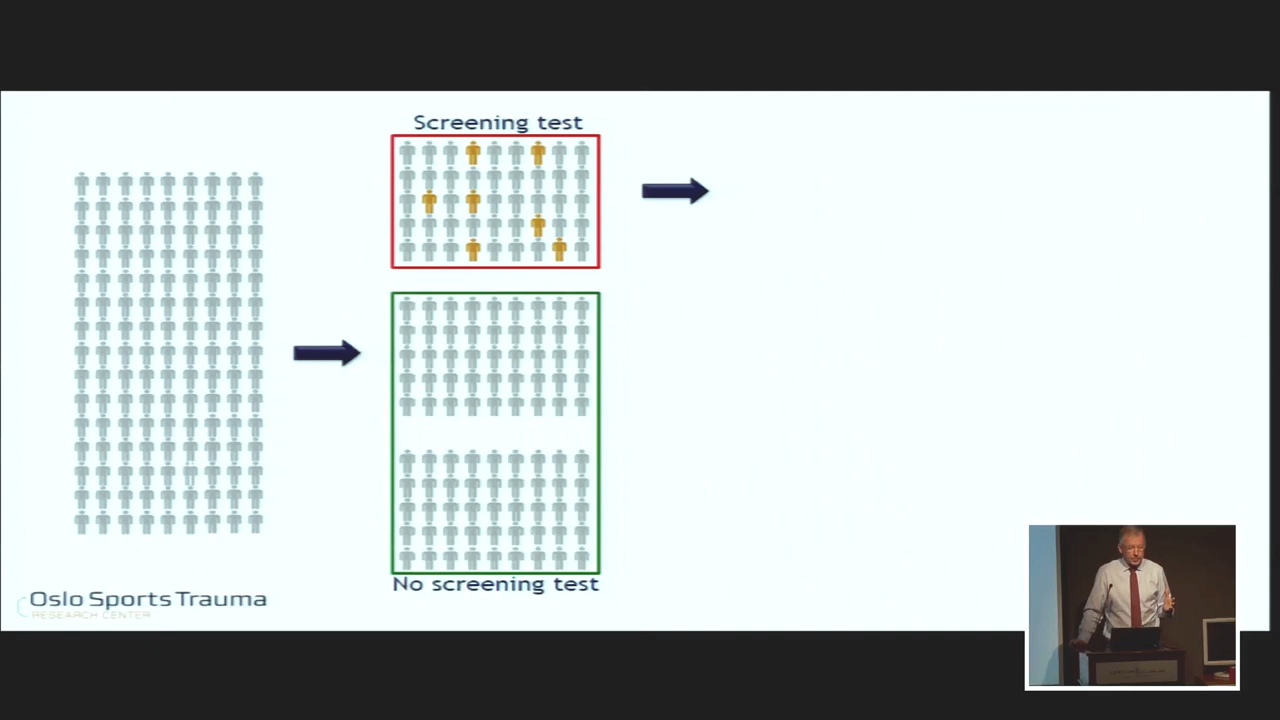 Screening test
No screening test
Oslo Sports Trauma
RESEARCH CENTER